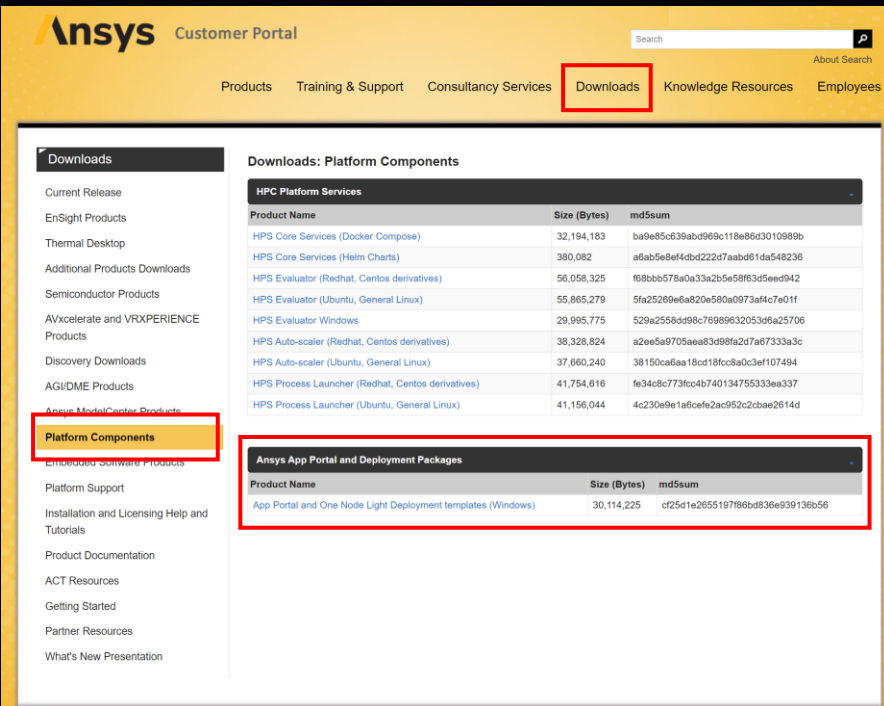 Ansys Customer Portal
Search
About Search
Products Training & Support Consultancy Services Downloads Knowledge Resources Employees
Downloads
Current Release
EnSight Products
Thermal Desktop
Additional Products Downloads
Semiconductor Products
AVxcelerate and VRXPERIENCE
Products
Discovery Downloads
AGI/DME Products
Ansys ModelCenter Products
Platform Components
Embedded Software Products
Platform Support
Installation and Licensing Help and
Tutorials
Product Documentation
ACT Resources
Getting Started
Partner Resources
What's New Presentation
Downloads: Platform Components
HPC Platform Services
Product Name Size (Bytes) md5sum
HPS Core Services (Docker Compose) 32,194,183 ba9e85c639abd969c118e86d3010989b
HPS Core Services (Helm Charts) 380,082 a6ab5e8ef4dbd222d7aabd61da548236
HPS Evaluator (Redhat, Centos derivatives) 56,058,325 f68bbb578a0a33a2b5e58f63d5eed942
HPS Evaluator (Ubuntu, General Linux) 55,865,279 5fa25269e6a820e580a0973af4c7e01f
HPS Evaluator Windows 29,995,775 529a2558dd98c76989632053d6a25706
HPS Auto-scaler (Redhat, Centos derivatives) 38,328,824 a2ee5a9705aea83d98fa2d7a67333a3c
HPS Auto-scaler (Ubuntu, General Linux) 37,660,240 38150ca6aa18cd18fcc8a0c3ef107494
HPS Process Launcher (Redhat, Centos derivatives) 41,754,616 fe34c8c773fcc4b740134755333ea337
HPS Process Launcher (Ubuntu, General Linux) 41,156,044 4c230e9e1a6cefe2ac952c2cbae2614d
Ansys App Portal and Deployment Packages
Product Name Size (Bytes) md5sum
App Portal and One Node Light Deployment templates (Windows) 30,114,225 cf25d1e2655197f86bd836e939136b56